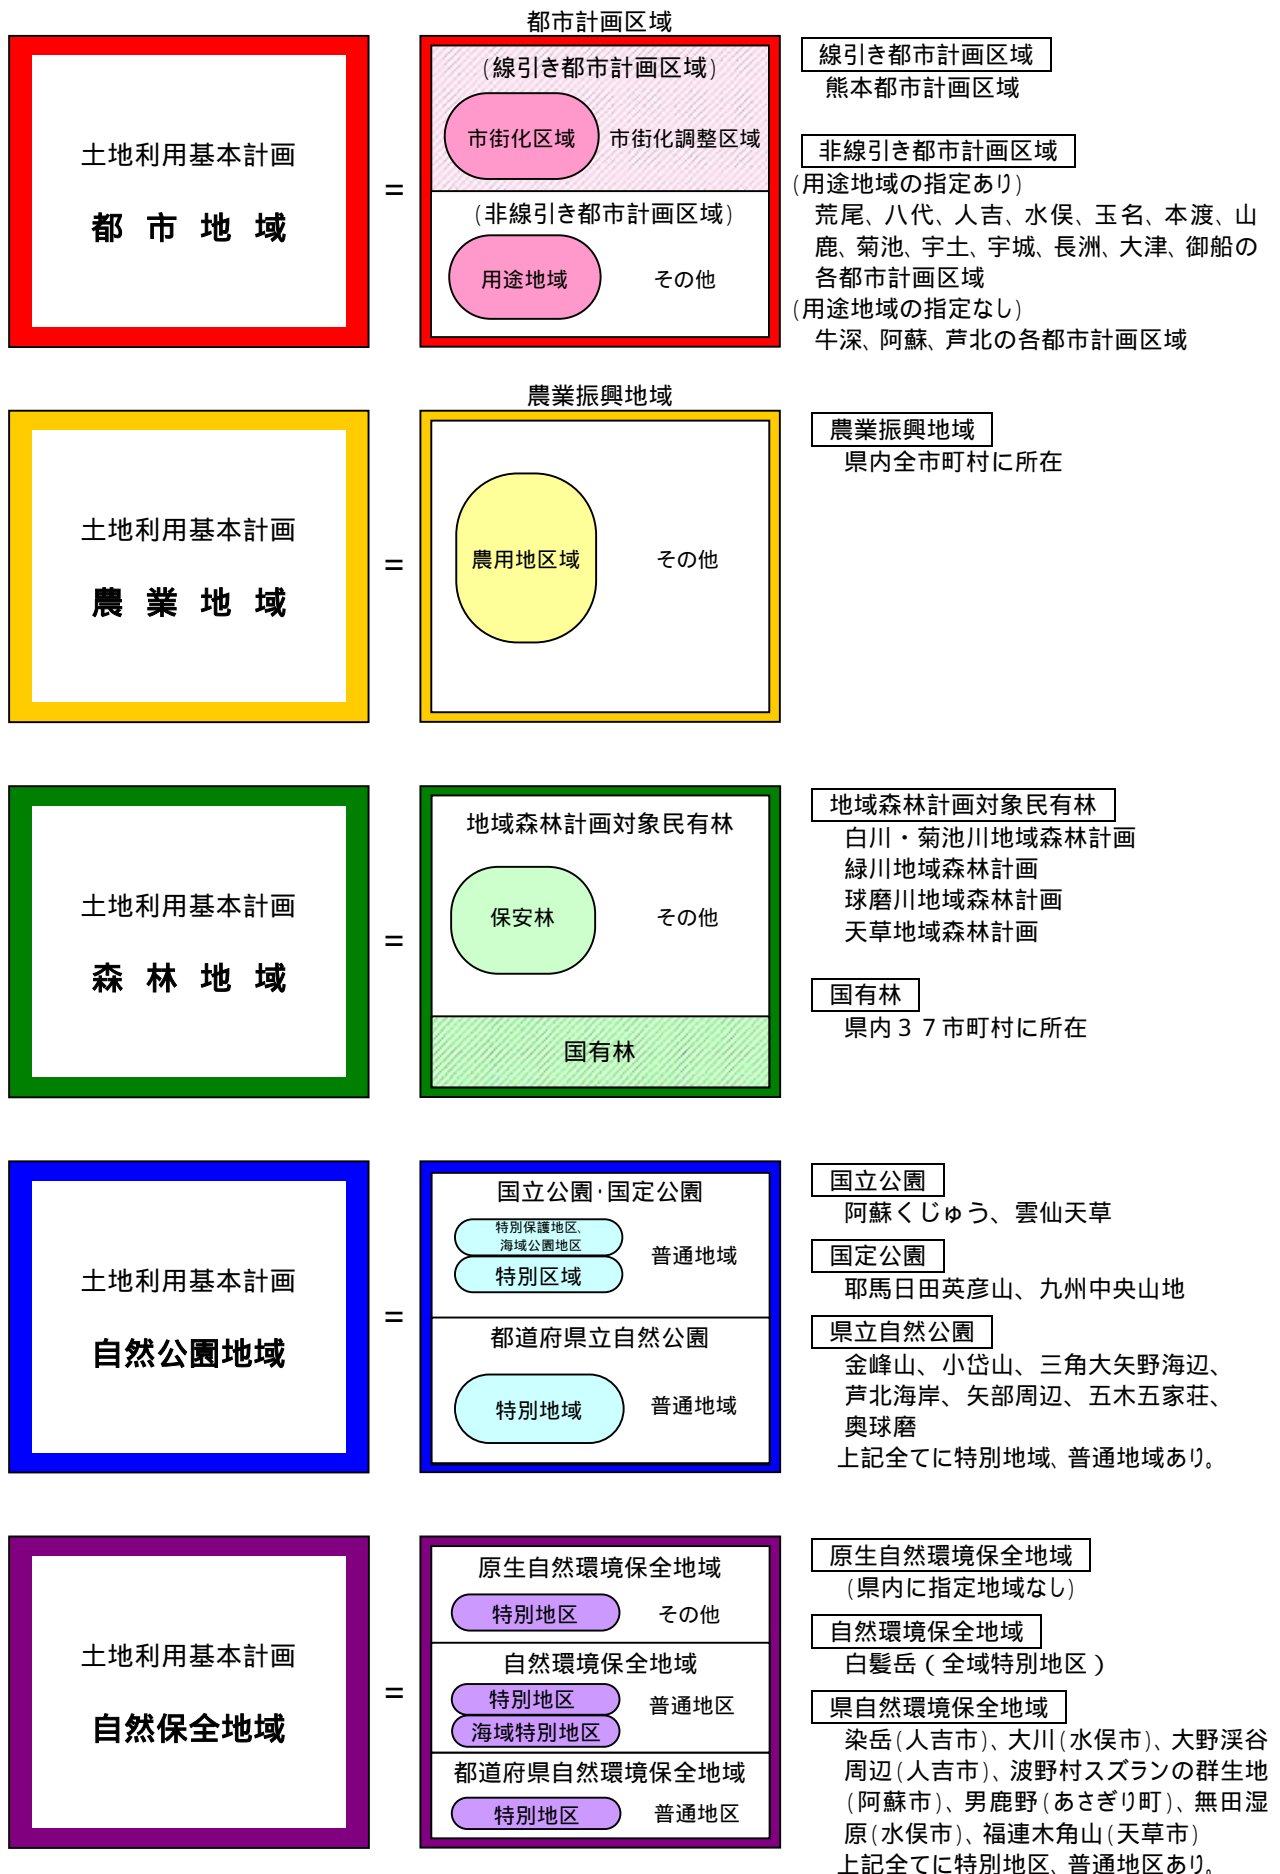 都市計画区域
土地利用基本計画
都市地域
=
(線引き都市計画区域)
市街化区域
市街化調整区域
(非線引き都市計画区域)
用途地域
その他
線引き都市計画区域
熊本都市計画区域
非線引き都市計画区域
(用途地域の指定あり)
荒尾、八代、人吉、水俣、玉名、本渡、山
鹿、菊池、宇土、宇城、長洲、大津、御船の
各都市計画区域
(用途地域の指定なし)
牛深、阿蘇、芦北の各都市計画区域
農業振興地域
土地利用基本計画
農業地域
=
農用地区域
その他
農業振興地域
県内全市町村に所在
土地利用基本計画
森林地域
=
地域森林計画対象民有林
保安林
その他
国有林
地域森林計画対象民有林
白川・菊池川地域森林計画
緑川地域森林計画
球磨川地域森林計画
天草地域森林計画
国有林
県内37市町村に所在
土地利用基本計画
自然公園地域
=
国立公園・国定公園
特別保護地区、
海域公園地区
特別区域
普通地域
都道府県立自然公園
特別地域
普通地域
国立公園
阿蘇くじゅう、雲仙天草
国定公園
耶馬日田英彦山、九州中央山地
県立自然公園
金峰山、小岱山、三角大矢野海辺、
芦北海岸、矢部周辺、五木五家荘、
奥球磨
上記全てに特別地域、普通地域あり。
土地利用基本計画
自然保全地域
=
原生自然環境保全地域
特別地区
その他
自然環境保全地域
特別地区
海域特別地区
普通地区
都道府県自然環境保全地域
特別地区
普通地区
原生自然環境保全地域
(県内に指定地域なし)
自然環境保全地域
白髪岳(全域特別地区)
県自然環境保全地域
染岳(人吉市)、大川(水俣市)、大野渓谷
周辺(人吉市)、波野村スズランの群生地
(阿蘇市)、男鹿野(あさぎり町)、無田湿
原(水俣市)、福連木角山(天草市)
上記全てに特別地区、普通地区あり。